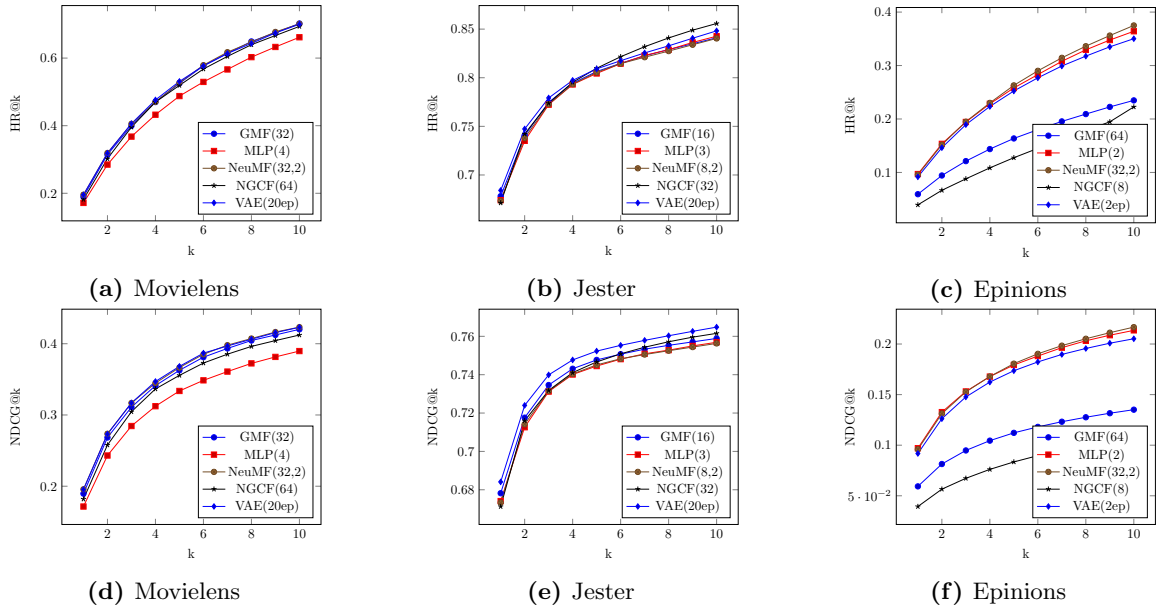 HR@k
0.6
0.4
0.2
2 4 6 8 10
k
GMF(32)
MLP(4)
NeuMF(32,2)
NGCF(64)
VAE(20ep)
(a) Movielens
HR@k
0.85
0.8
0.75
0.7
2 4 6 8 10
k
GMF(16)
MLP(3)
NeuMF(8,2)
NGCF(32)
VAE(20ep)
(b) Jester
HR@k
0.4
0.3
0.2
0.1
2 4 6 8 10
k
GMF(64)
MLP(2)
NeuMF(32,2)
NGCF(8)
VAE(2ep)
(c) Epinions
NDCG@k
0.4
0.3
0.2
2 4 6 8 10
k
GMF(32)
MLP(4)
NeuMF(32,2)
NGCF(64)
VAE(20ep)
(d) Movielens
NDCG@k
0.76
0.74
0.72
0.7
0.68
2 4 6 8 10
k
GMF(16)
MLP(3)
NeuMF(8,2)
NGCF(32)
VAE(20ep)
(e) Jester
NDCG@k
0.2
0.15
0.1
5 · 10⁻²
2 4 6 8 10
k
GMF(64)
MLP(2)
NeuMF(32,2)
NGCF(8)
VAE(2ep)
(f) Epinions